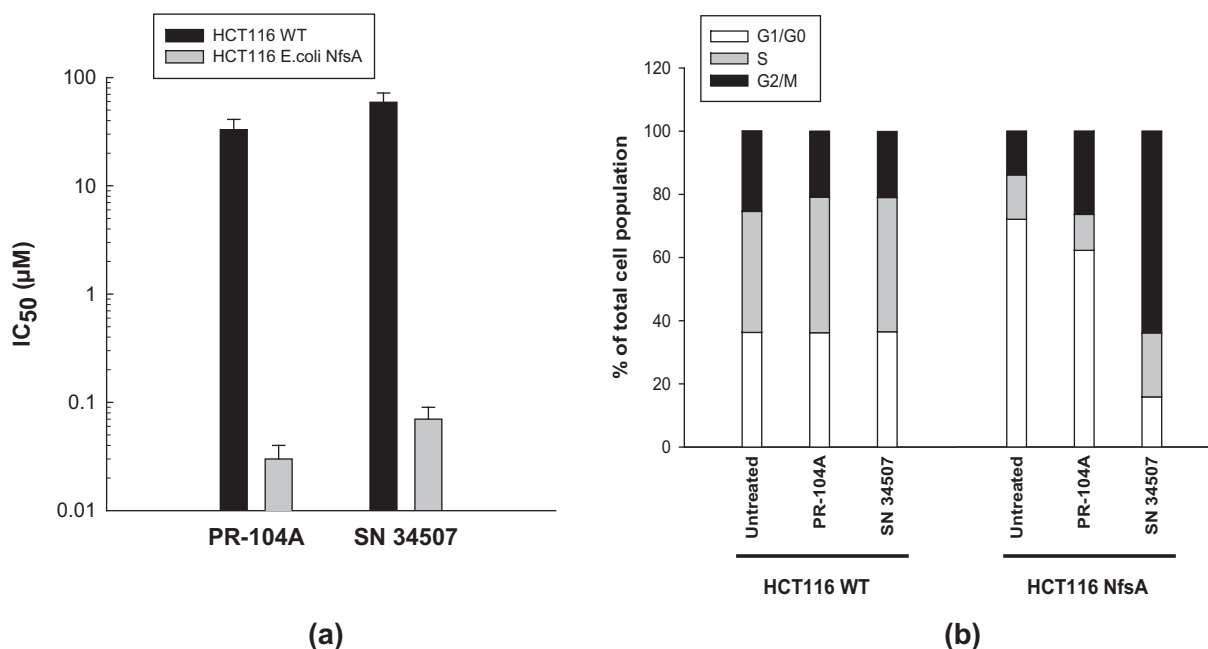 HCT116 WT
HCT116 E.coli NfsA
100
10
1
0.1
0.01
IC50 (µM)
PR-104A
SN 34507
(a)
G1/G0
S
G2/M
120
100
80
60
40
20
0
% of total cell population
Untreated
PR-104A
SN 34507
Untreated
PR-104A
SN 34507
HCT116 WT
HCT116 NfsA
(b)